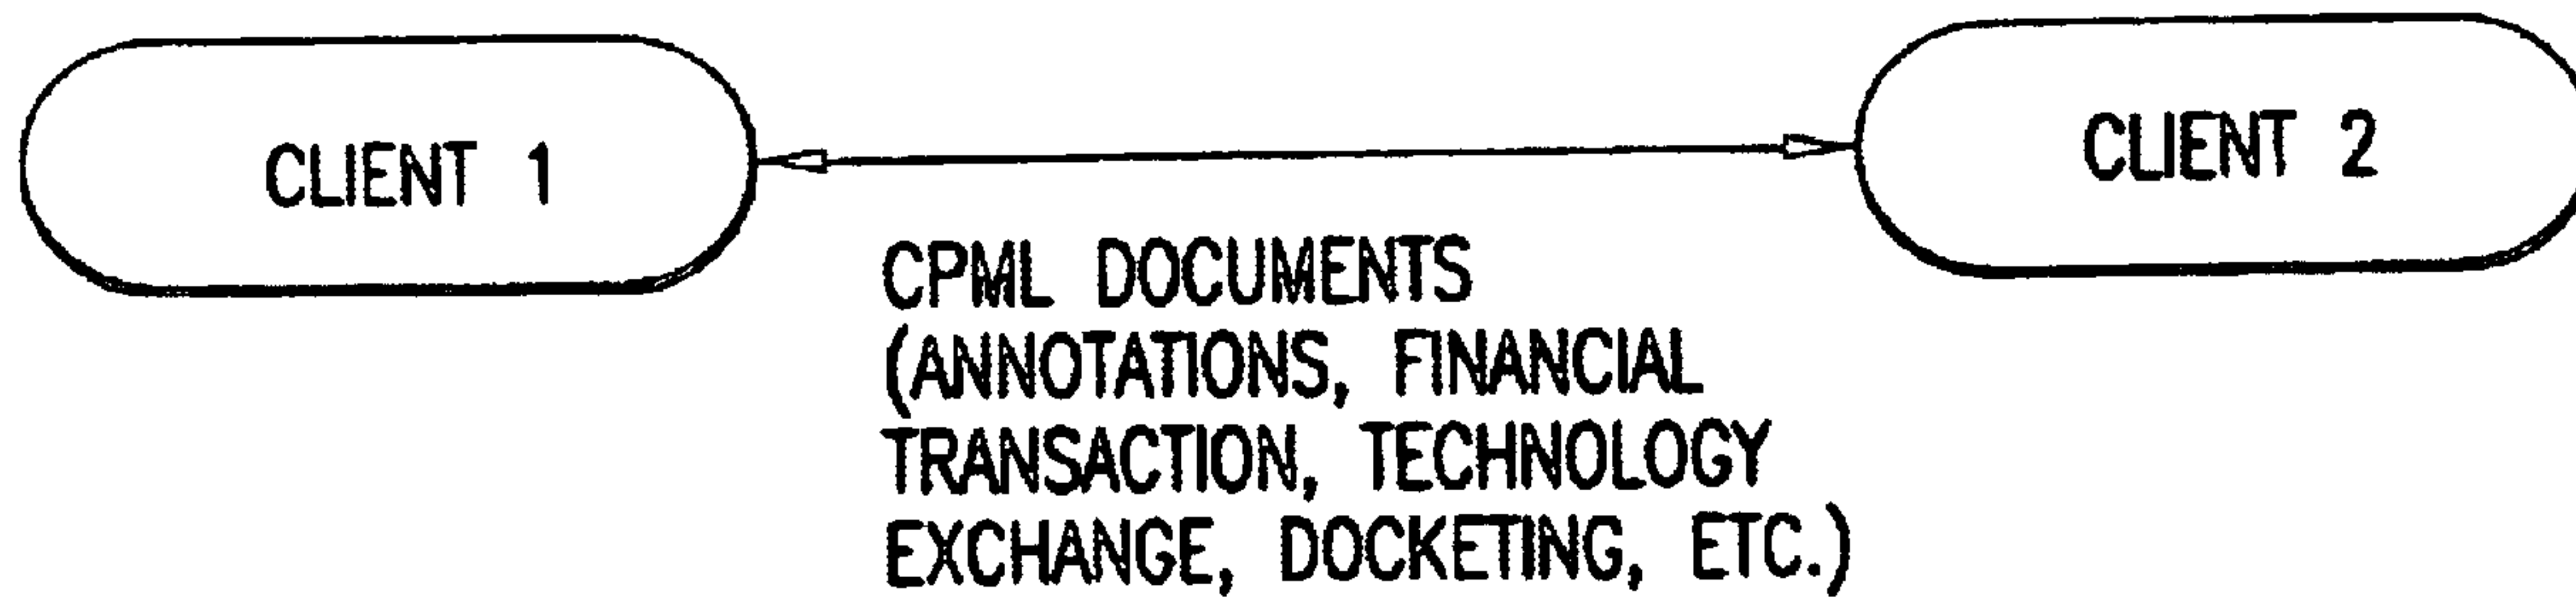 CLIENT 1
CLIENT 2
CPML DOCUMENTS
(ANNOTATIONS, FINANCIAL
TRANSACTION, TECHNOLOGY
EXCHANGE, DOCKETING, ETC.)